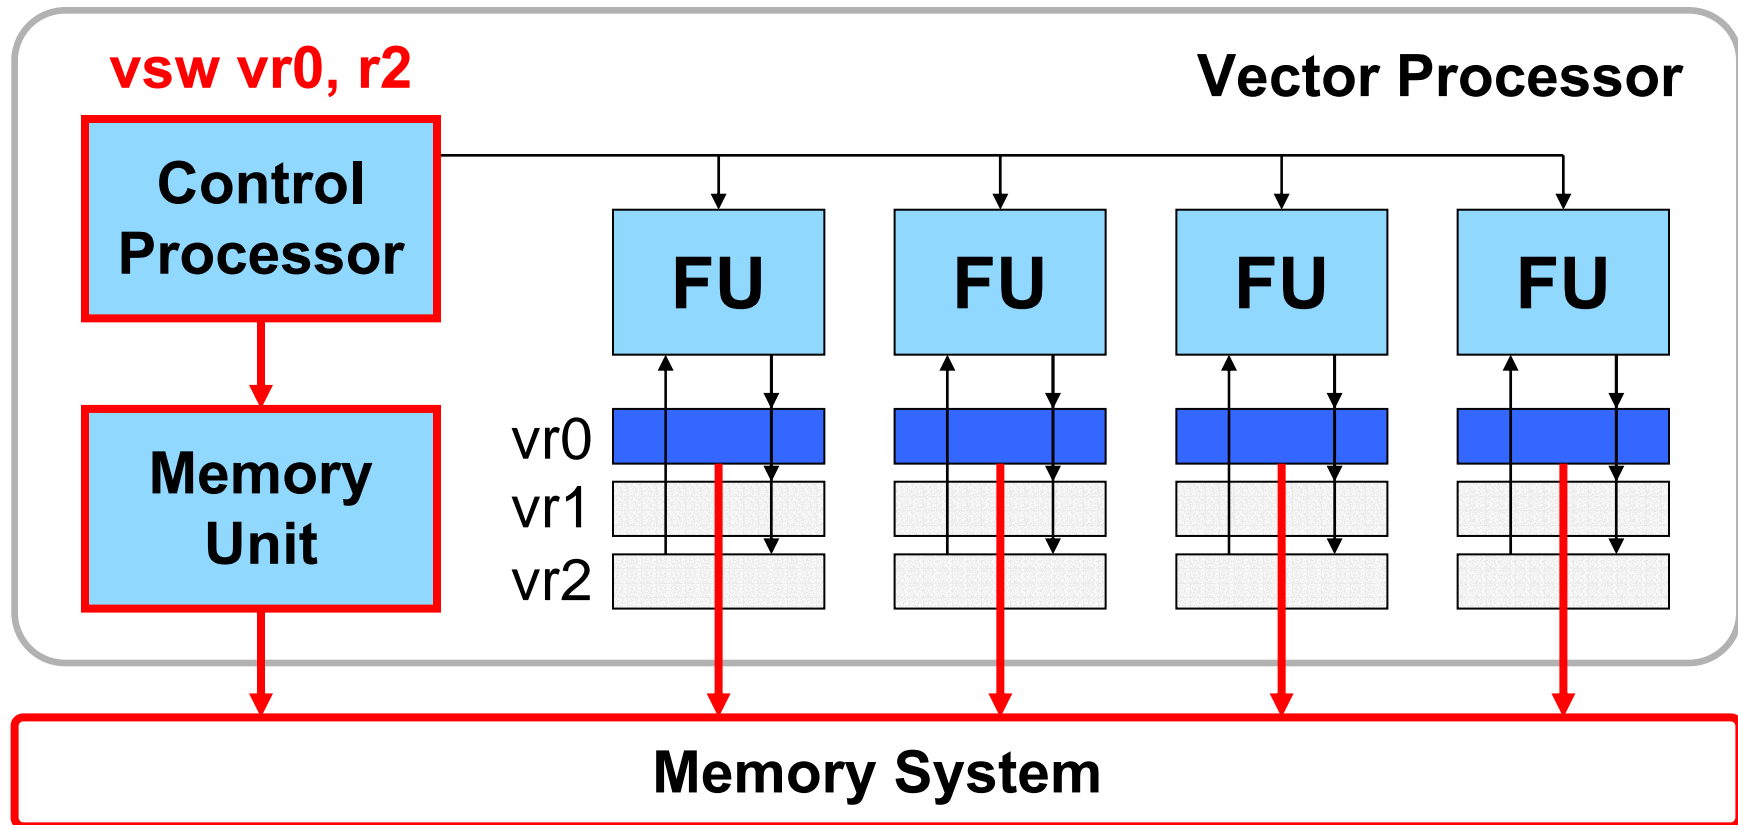 vsw vr0, r2
Vector Processor
Control
Processor
FU FU FU FU
Memory
Unit
vr0
vr1
vr2
Memory System